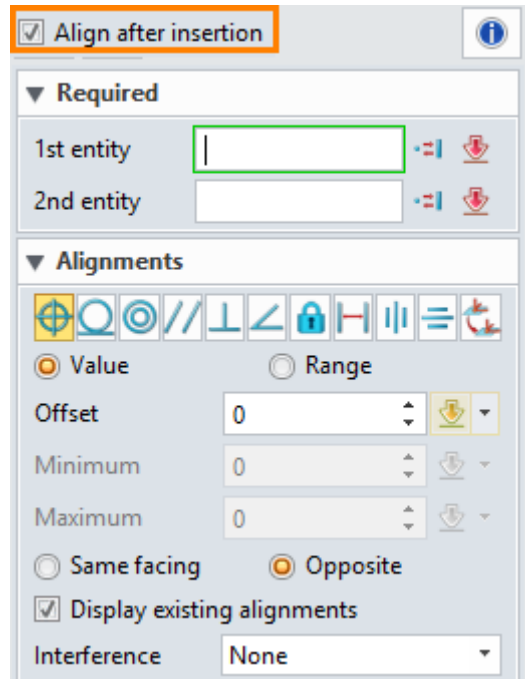 Align after insertion
Required
1st entity
2nd entity
Alignments
Value Range
Offset 0
Minimum 0
Maximum 0
Same facing Opposite
Display existing alignments
Interference None